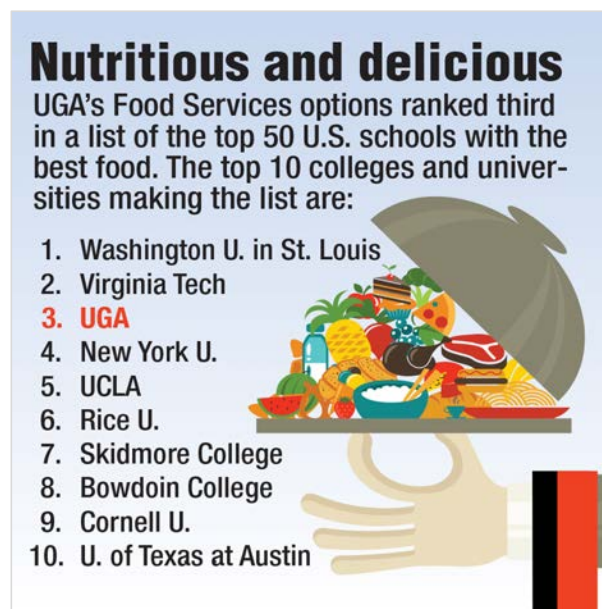 Nutritious and delicious
UGA's Food Services options ranked third
in a list of the top 50 U.S. schools with the
best food. The top 10 colleges and univer-
sities making the list are:
1. Washington U. in St. Louis
2. Virginia Tech
3. UGA
4. New York U.
5. UCLA
6. Rice U.
7. Skidmore College
8. Bowdoin College
9. Cornell U.
10. U. of Texas at Austin